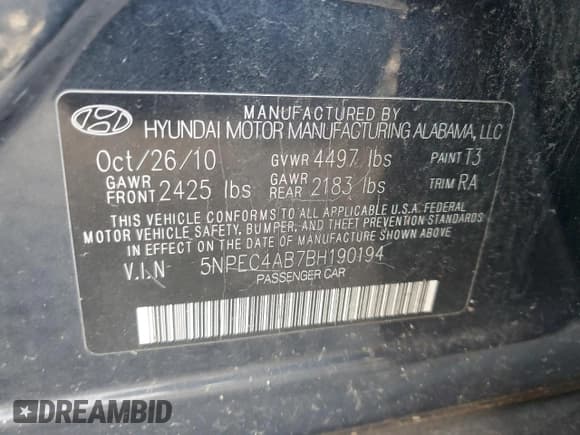 MANUFACTURED BY
HYUNDAI MOTOR MANUFACTURING ALABAMA, LLC
Oct/26/10 GVWR 4497 lbs PAINT T3
GAWR FRONT 2425 lbs GAWR REAR 2183 lbs TRIM RA
THIS VEHICLE CONFORMS TO ALL APPLICABLE U.S.A. FEDERAL
MOTOR VEHICLE SAFETY, BUMPER, AND THEFT PREVENTION STANDARDS
IN EFFECT ON THE DATE OF MANUFACTURE SHOWN ABOVE.
V.I.N 5NPEC4AB7BH190194
PASSENGER CAR
DREAMBID